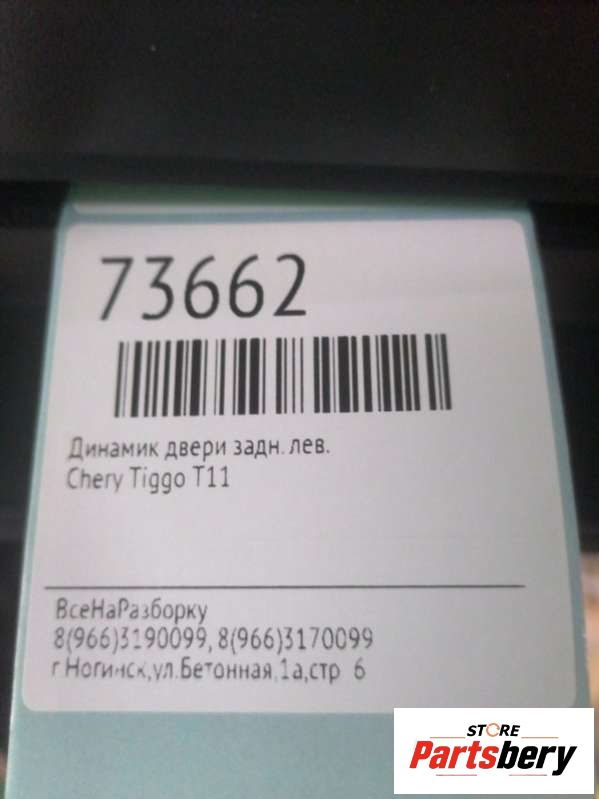 73662
Динамик двери задн. лев.
Chery Tiggo T11
ВсеНаРазборку
8(966)3190099, 8(966)3170099
г.Ногинск,ул.Бетонная,1а,стр 6
STORE
Partsbery